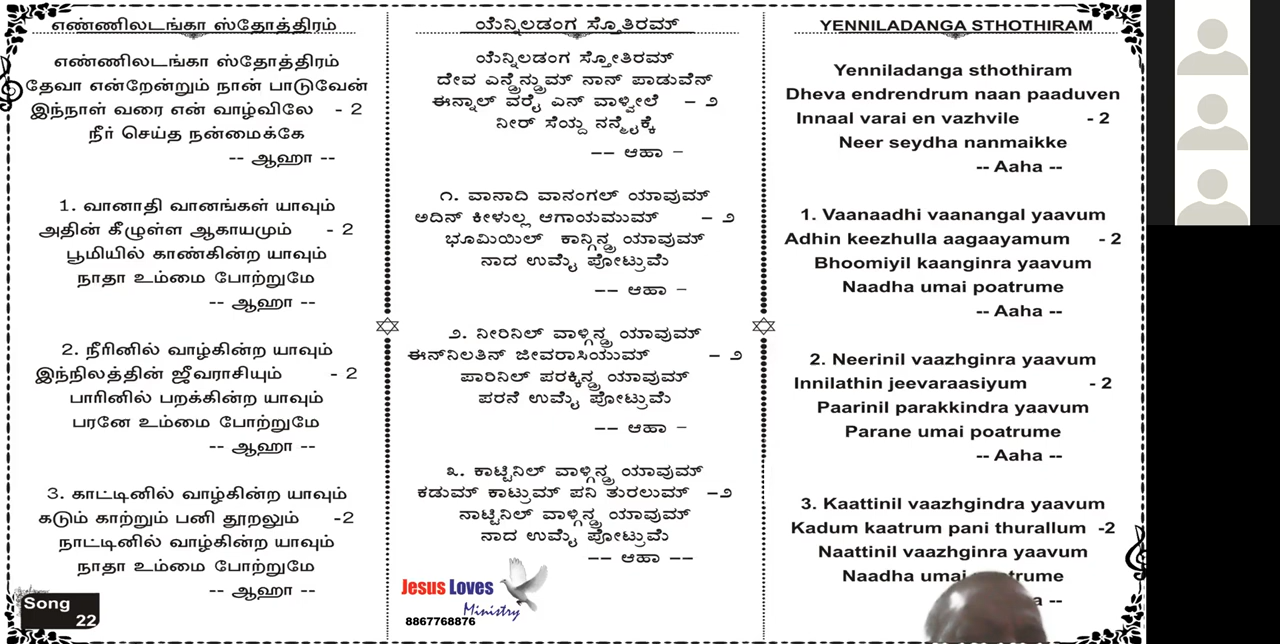 எண்ணிலடங்கா ஸ்தோத்திரம்
எண்ணிலடங்கா ஸ்தோத்திரம்
தேவா என்றேன்றும் நான் பாடுவேன்
இந்நாள் வரை என் வாழ்விலே - 2
நீர் செய்த நன்மைக்கே
-- ஆஹா --
1. வானாதி வானங்கள் யாவும்
அதின் கீழுள்ள ஆகாயமும் - 2
பூமியில் காண்கின்ற யாவும்
நாதா உம்மை போற்றுமே
-- ஆஹா --
2. நீரினில் வாழ்கின்ற யாவும்
இந்நிலத்தின் ஜீவராசியும் - 2
பாரினில் பறக்கின்ற யாவும்
பரனே உம்மை போற்றுமே
-- ஆஹா --
3. காட்டினில் வாழ்கின்ற யாவும்
கடும் காற்றும் பனி தூறலும் -2
நாட்டினில் வாழ்கின்ற யாவும்
நாதா உம்மை போற்றுமே
-- ஆஹா --
Song
22
ಯೆನ್ನಿಲಡಂಗ ಸ್ತೊತಿರಮ್
ಯೆನ್ನಿಲಡಂಗ ಸ್ತೋತಿರಮ್
ದೇವ ಎನ್ಡ್ರೆನ್ಡ್ರುಮ್ ನಾನ್ ಪಾಡುವೆನ್
ಈನ್ನಾಲ್ ವರೈ ಎನ್ ವಾಳ್ವೀಲೆ - ೨
ನೀರ್ ಸೆಯ್ದ ನನ್ಮೈಕ್ಕೆ
-- ಆಹಾ -
೧. ವಾನಾದಿ ವಾನಂಗಲ್ ಯಾವುಮ್
ಅದಿನ್ ಕೀಳುಲ್ಲ ಆಗಾಯಮುಮ್ - ೨
ಭೂಮಿಯಿಲ್ ಕಾನ್ಗಿನ್ಡ್ರ ಯಾವುಮ್
ನಾದ ಉಮೈ ಪೋಟ್ರುಮೆ
-- ಆಹಾ -
೨. ನೀರಿನಿಲ್ ವಾಳ್ಗಿನ್ಡ್ರ ಯಾವುಮ್
ಈನ್ನಿಲತಿನ್ ಜೀವರಾಸಿಯುಮ್ - ೨
ಪಾರಿನಿಲ್ ಪರಕ್ಕಿನ್ಡ್ರ ಯಾವುಮ್
ಪರನೆ ಉಮೈ ಪೋಟ್ರುಮೆ
-- ಆಹಾ -
೩. ಕಾಟ್ಟಿನಿಲ್ ವಾಳ್ಗಿನ್ಡ್ರ ಯಾವುಮ್
ಕಡುಮ್ ಕಾಟ್ರುಮ್ ಪನಿ ತುರಲುಮ್ -೨
ನಾಟ್ಟಿನಿಲ್ ವಾಳ್ಗಿನ್ಡ್ರ ಯಾವುಮ್
ನಾದ ಉಮೈ ಪೋಟ್ರುಮೆ
-- ಆಹಾ --
Jesus Loves
Ministry
8867768876
YENNILADANGA STHOTHIRAM
Yenniladanga sthothiram
Dheva endrendrum naan paaduven
Innaal varai en vazhvile - 2
Neer seydha nanmaikke
-- Aaha --
1. Vaanaadhi vaanangal yaavum
Adhin keezhulla aagaayamum - 2
Bhoomiyil kaanginra yaavum
Naadha umai poatrume
-- Aaha --
2. Neerinil vaazhginra yaavum
Innilathin jeevaraasiyum - 2
Paarinil parakkindra yaavum
Parane umai poatrume
-- Aaha --
3. Kaattinil vaazhgindra yaavum
Kadum kaatrum pani thurallum -2
Naattinil vaazhginra yaavum
Naadha umai